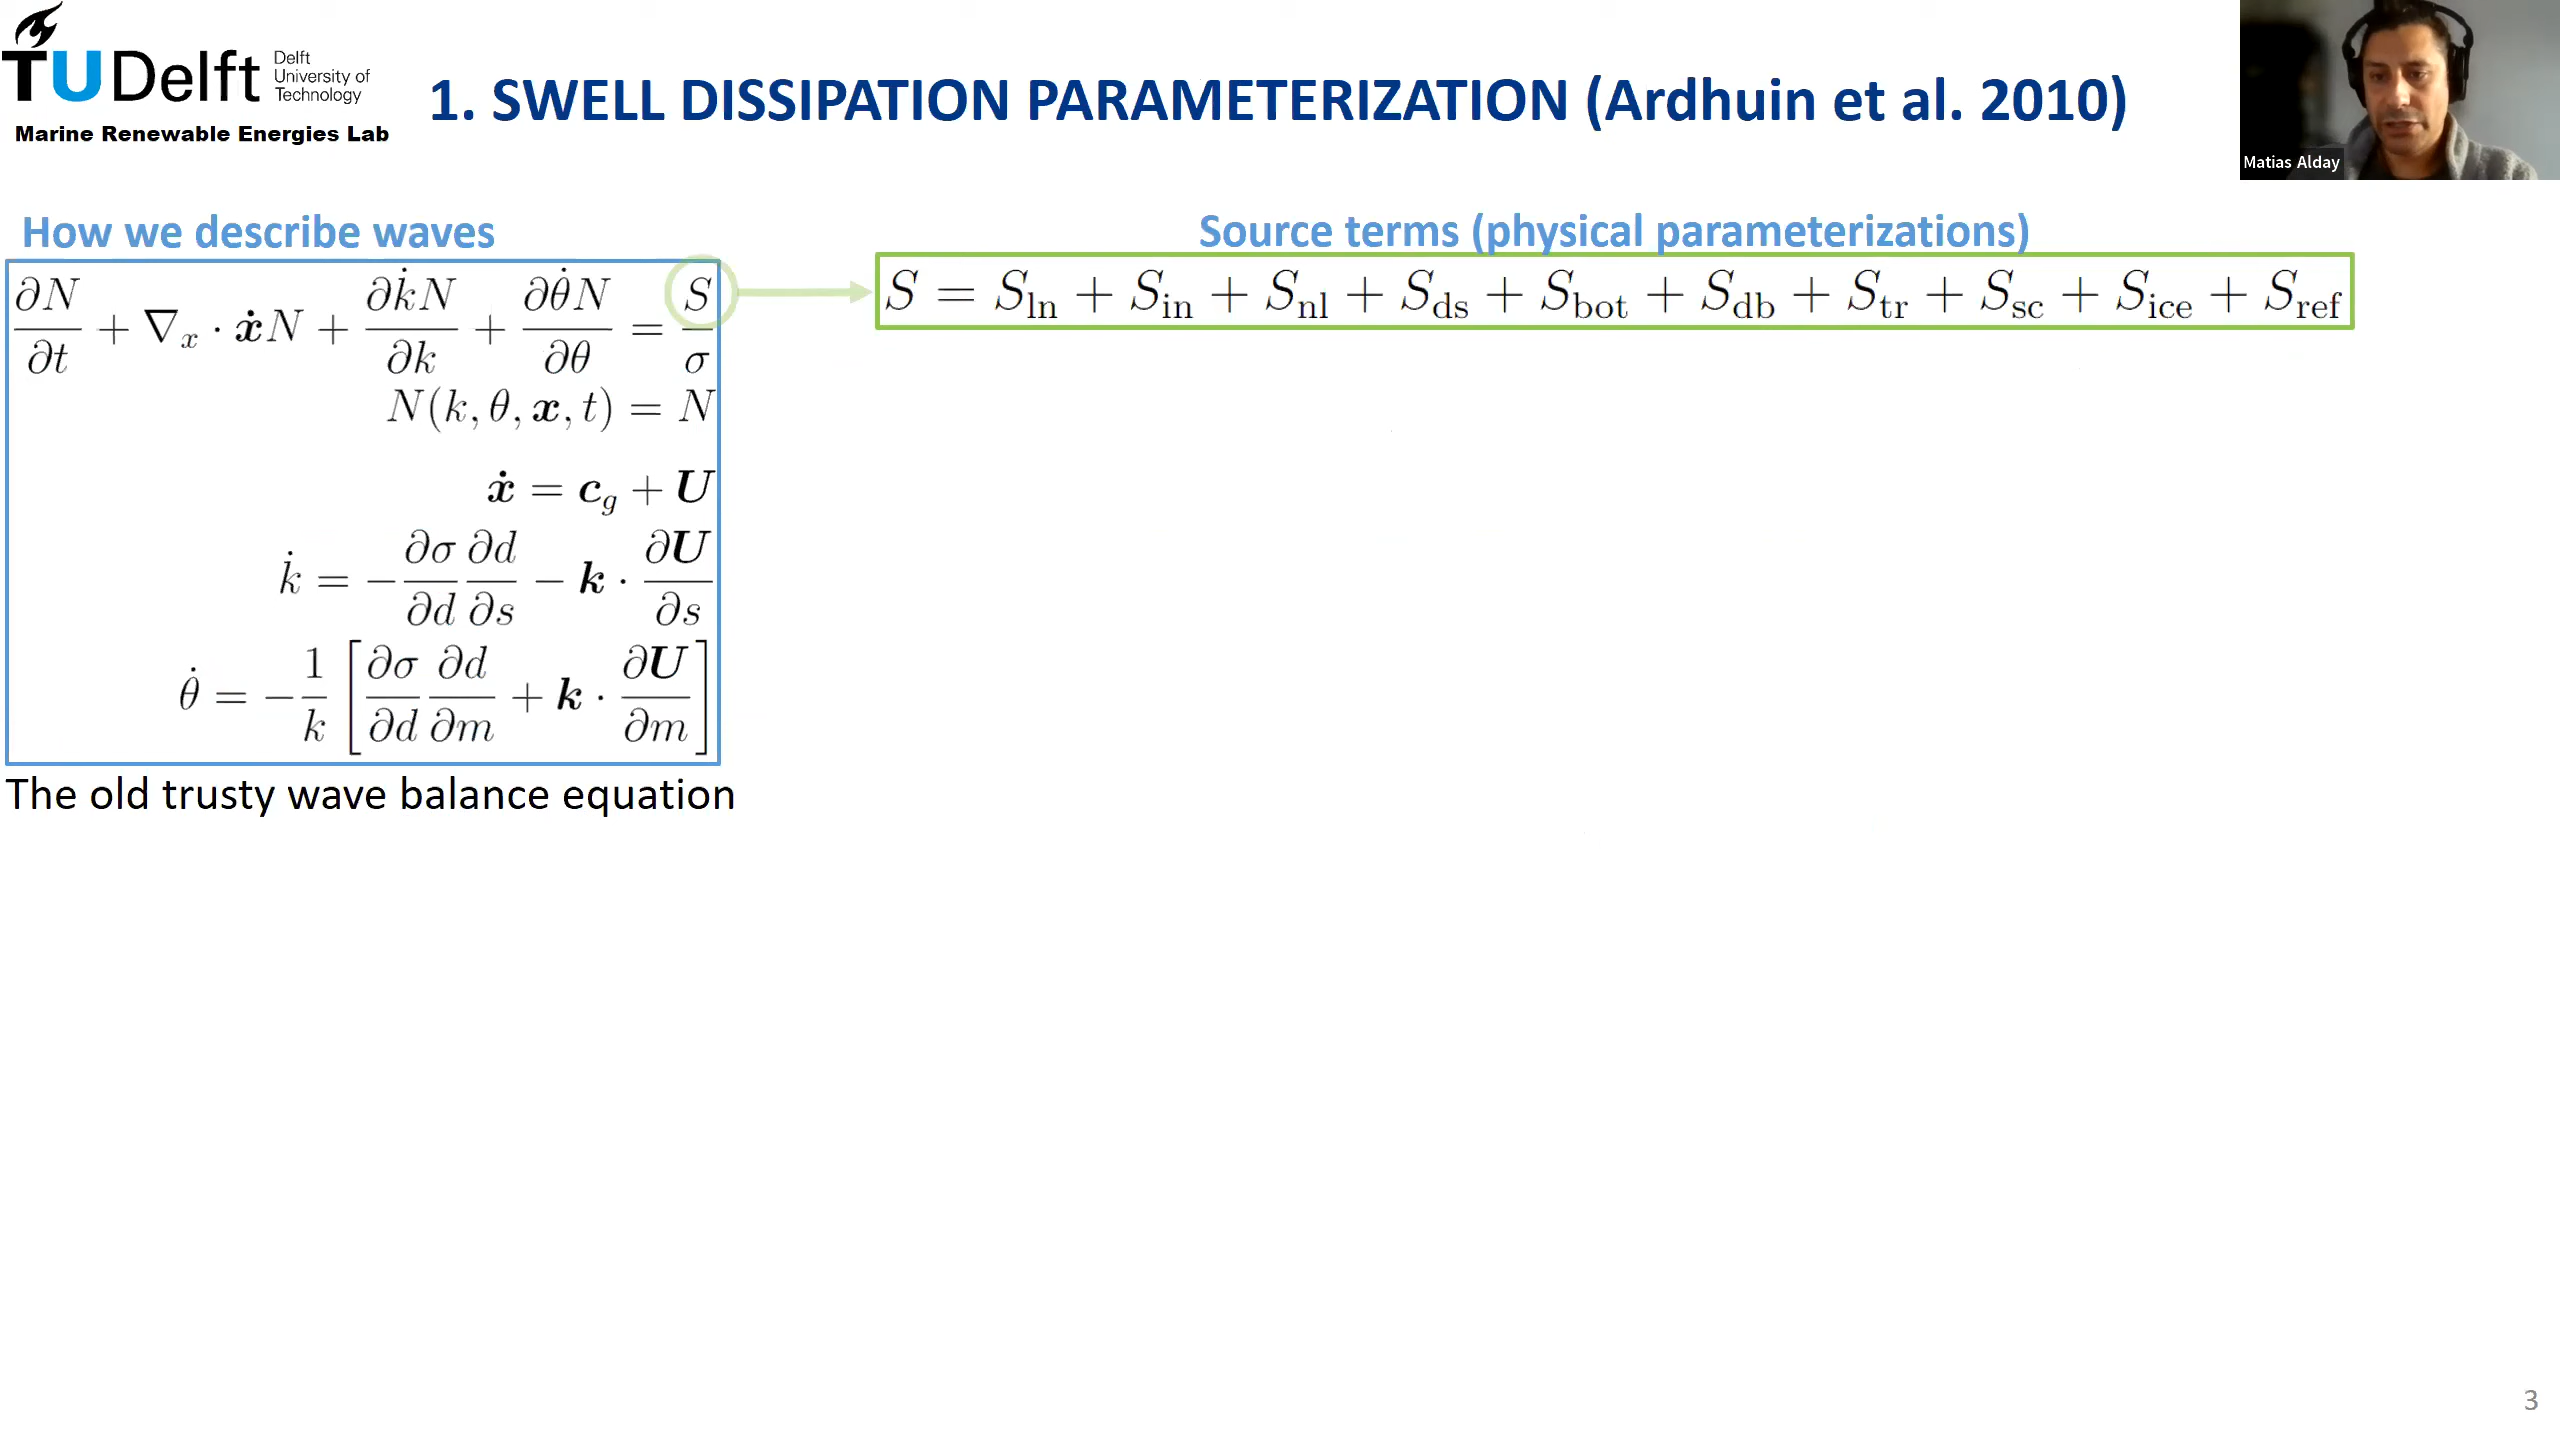 TUDelft
Delft
University of
Technology
Marine Renewable Energies Lab
1. SWELL DISSIPATION PARAMETERIZATION (Ardhuin et al. 2010)
Matias Alday
How we describe waves
∂N/∂t + ∇ₓ · ẋN + ∂k̇N/∂k + ∂θ̇N/∂θ = S/σ
N(k, θ, x, t) = N
ẋ = c_g + U
k̇ = −∂σ/∂d ∂d/∂s − k · ∂U/∂s
θ̇ = −1/k [∂σ/∂d ∂d/∂m + k · ∂U/∂m]
The old trusty wave balance equation
Source terms (physical parameterizations)
S = S_ln + S_in + S_nl + S_ds + S_bot + S_db + S_tr + S_sc + S_ice + S_ref
3